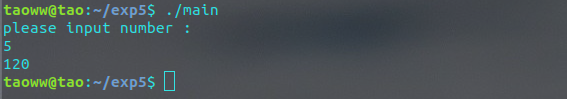 taoww@tao:~/exp5$ ./main
please input number :
5
120
taoww@tao:~/exp5$